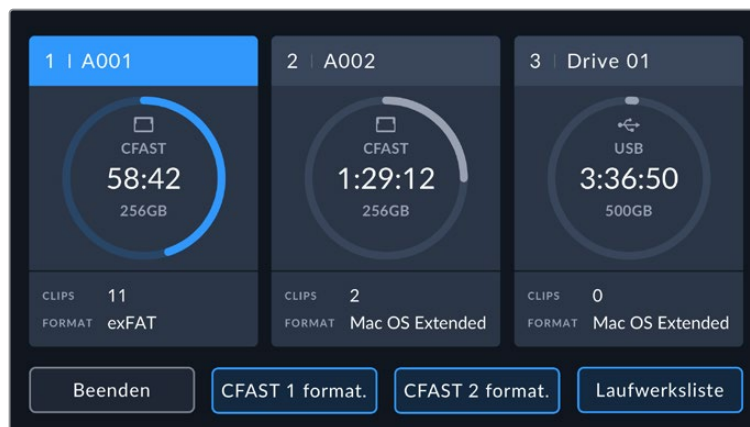 1 | A001
CFAST
58:42
256GB
CLIPS 11
FORMAT exFAT
2 | A002
CFAST
1:29:12
256GB
CLIPS 2
FORMAT Mac OS Extended
3 | Drive 01
USB
3:36:50
500GB
CLIPS 0
FORMAT Mac OS Extended
Beenden
CFAST 1 format.
CFAST 2 format.
Laufwerksliste